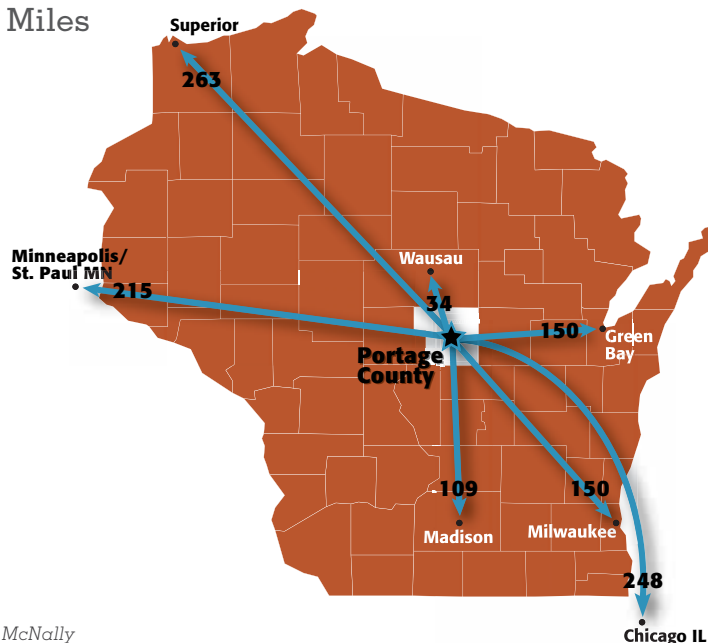 Miles
Superior
263
Minneapolis/
St. Paul MN
215
Wausau
34
150
Green
Bay
Portage
County
109
150
Madison
Milwaukee
248
McNally
Chicago IL